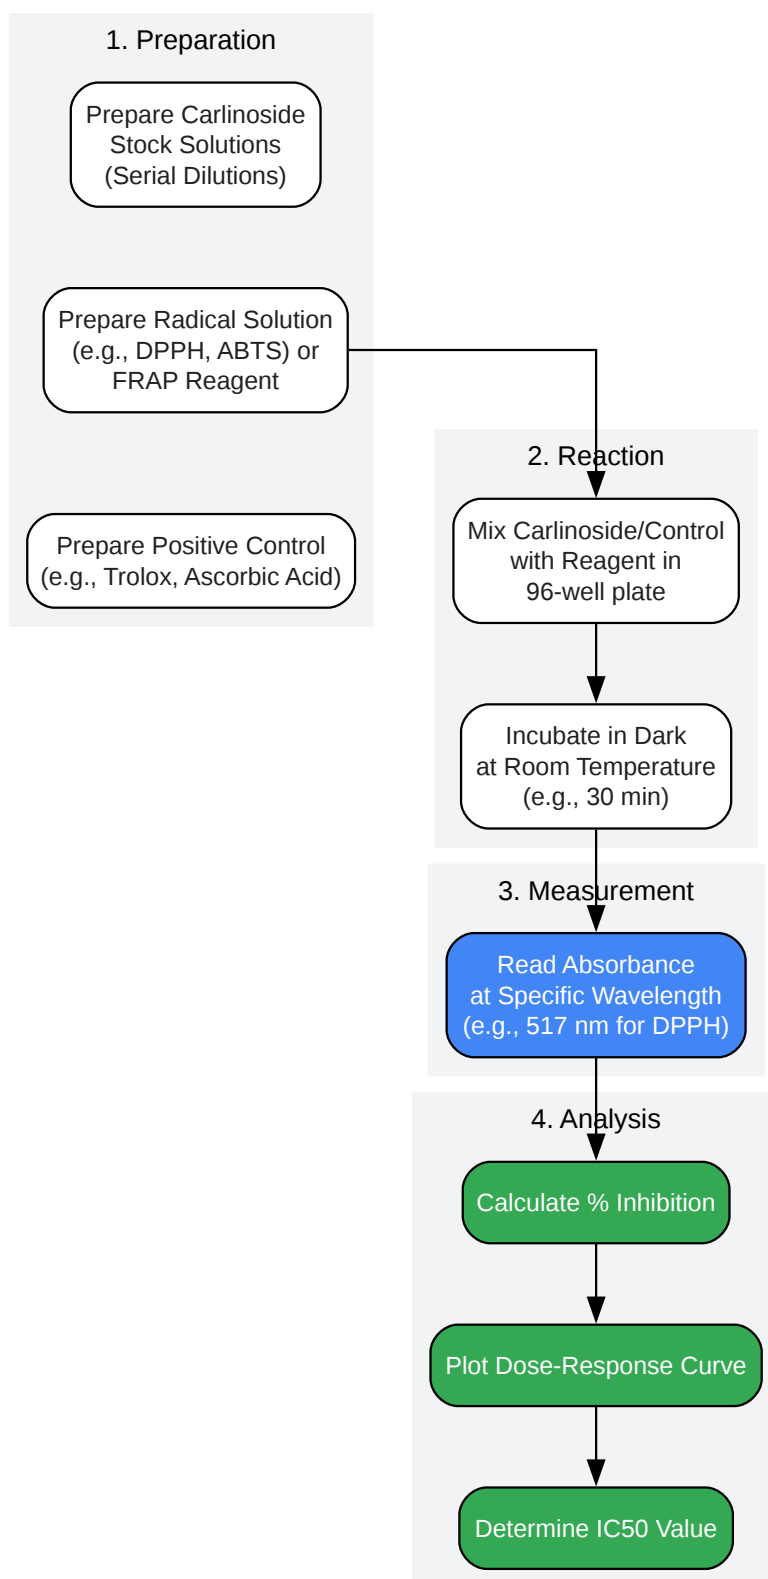 1. Preparation
Prepare Carlinoside
Stock Solutions
(Serial Dilutions)
Prepare Radical Solution
(e.g., DPPH, ABTS) or
FRAP Reagent
Prepare Positive Control
(e.g., Trolox, Ascorbic Acid)
2. Reaction
Mix Carlinoside/Control
with Reagent in
96-well plate
Incubate in Dark
at Room Temperature
(e.g., 30 min)
3. Measurement
Read Absorbance
at Specific Wavelength
(e.g., 517 nm for DPPH)
4. Analysis
Calculate % Inhibition
Plot Dose-Response Curve
Determine IC50 Value